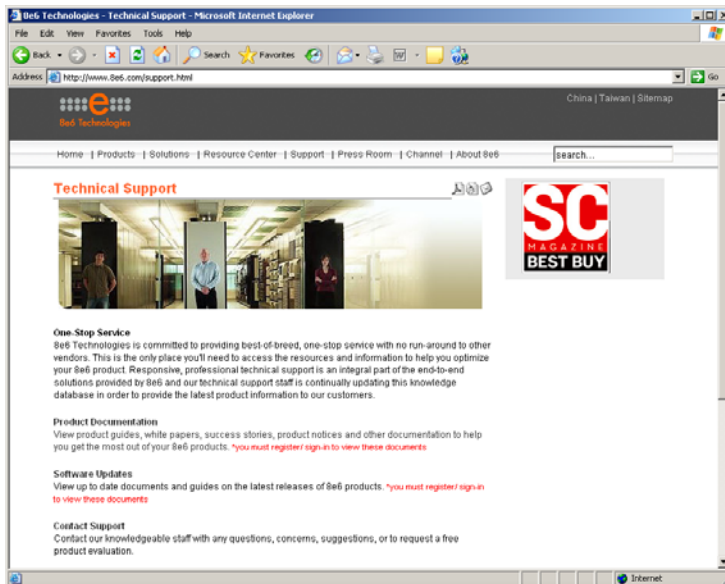 8e6 Technologies - Technical Support - Microsoft Internet Explorer
File Edit View Favorites Tools Help
Back Search Favorites
Address http://www.8e6.com/support.html Go
China | Taiwan | Sitemap
e
8e6 Technologies
Home | Products | Solutions | Resource Center | Support | Press Room | Channel | About 8e6 search...
Technical Support
SC
MAGAZINE
BEST BUY
One-Stop Service
8e6 Technologies is committed to providing best-of-breed, one-stop service with no run-around to other
vendors. This is the only place you'll need to access the resources and information to help you optimize
your 8e6 product. Responsive, professional technical support is an integral part of the end-to-end
solutions provided by 8e6 and our technical support staff is continually updating this knowledge
database in order to provide the latest product information to our customers.
Product Documentation
View product guides, white papers, success stories, product notices and other documentation to help
you get the most out of your 8e6 products. *you must register/ sign-in to view these documents
Software Updates
View up to date documents and guides on the latest releases of 8e6 products. *you must register/ sign-in
to view these documents
Contact Support
Contact our knowledgeable staff with any questions, concerns, suggestions, or to request a free
product evaluation.
Internet